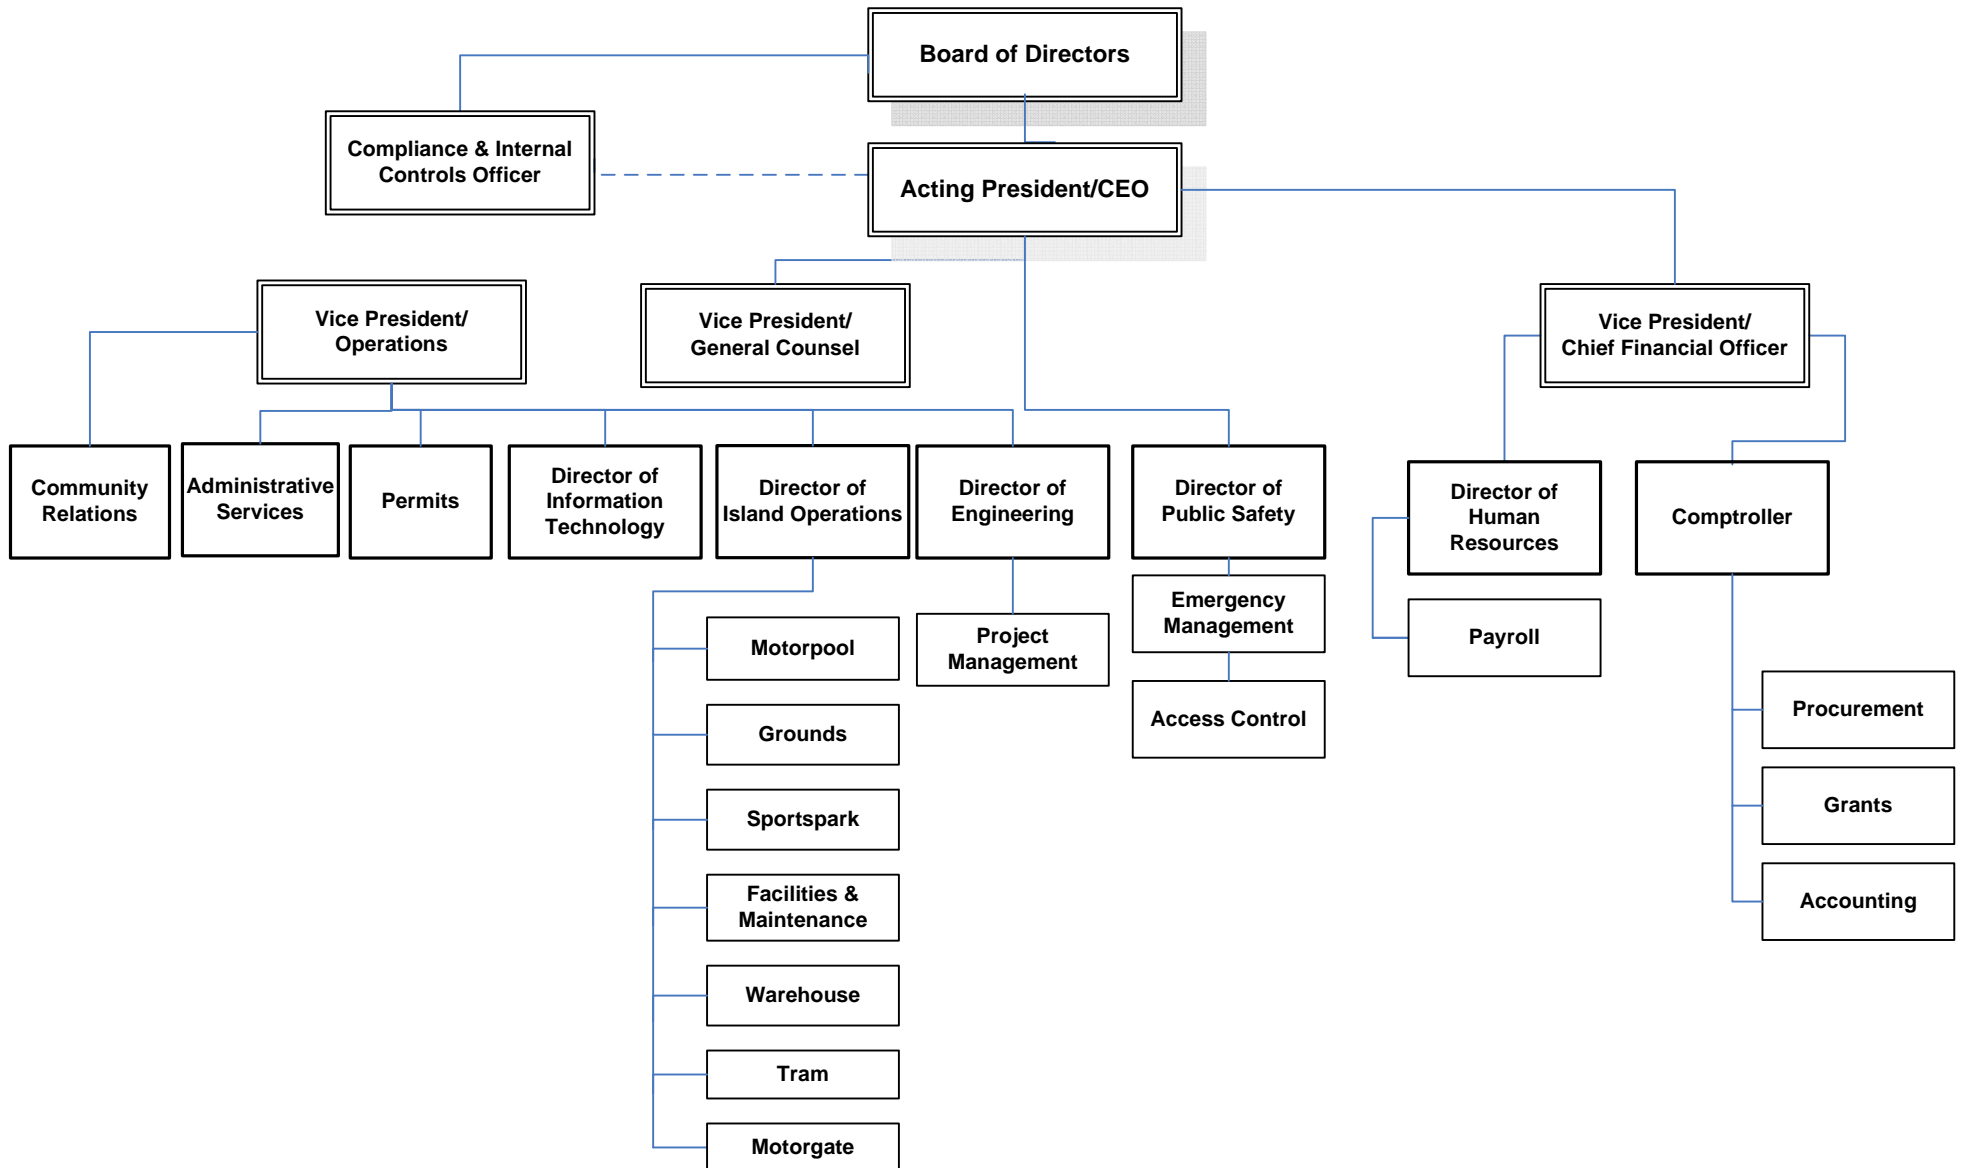 Board of Directors
Compliance & Internal
Controls Officer
Acting President/CEO
Vice President/
Operations
Vice President/
General Counsel
Vice President/
Chief Financial Officer
Community
Relations
Administrative
Services
Permits
Director of
Information
Technology
Director of
Island Operations
Director of
Engineering
Director of
Public Safety
Director of
Human
Resources
Comptroller
Motorpool
Grounds
Sportspark
Facilities &
Maintenance
Warehouse
Tram
Motorgate
Project
Management
Emergency
Management
Access Control
Payroll
Procurement
Grants
Accounting